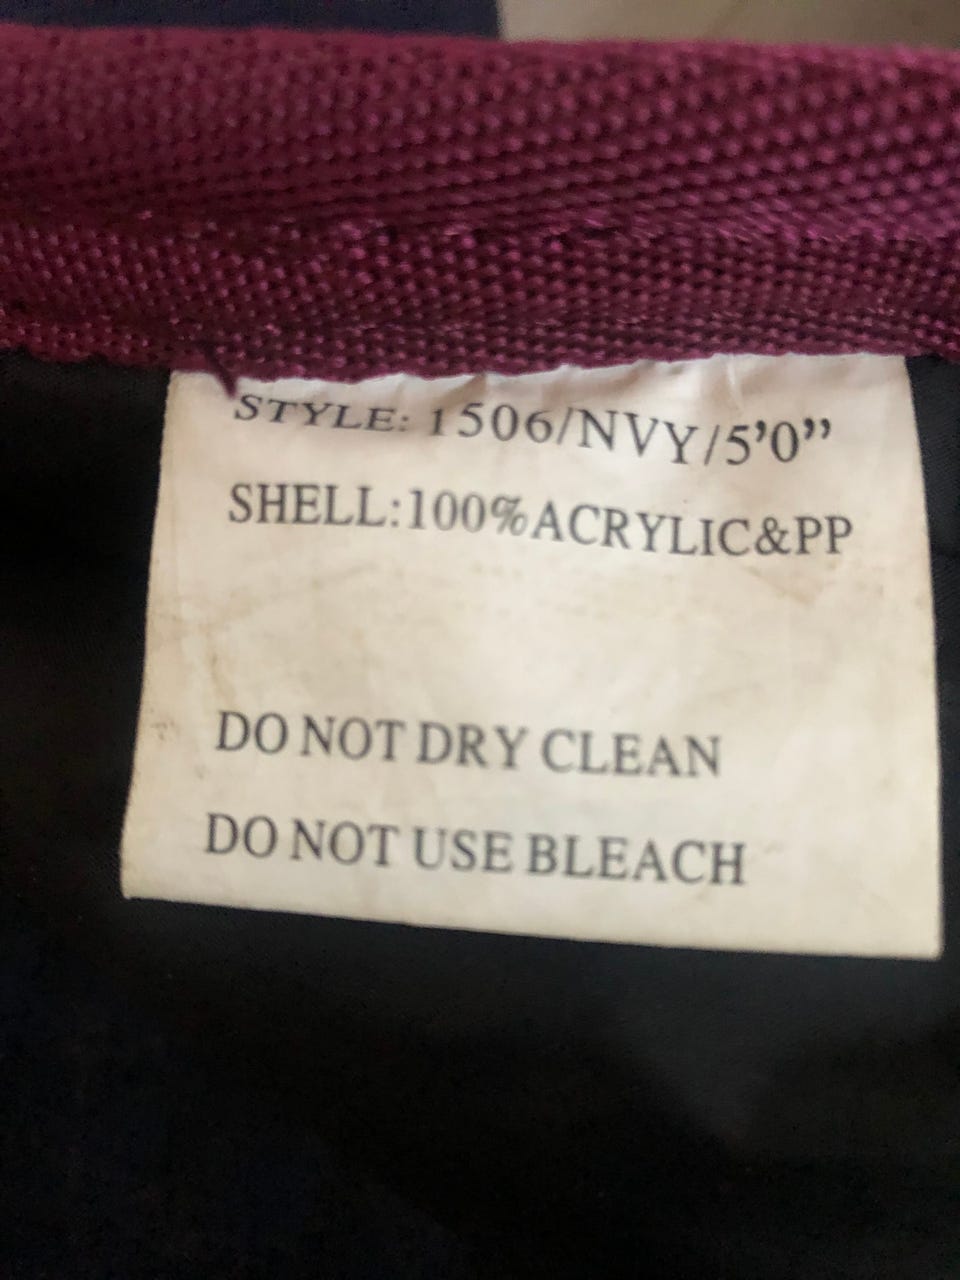 STYLE: 1506/NVY/5'0”
SHELL:100%ACRYLIC&PP
DO NOT DRY CLEAN
DO NOT USE BLEACH